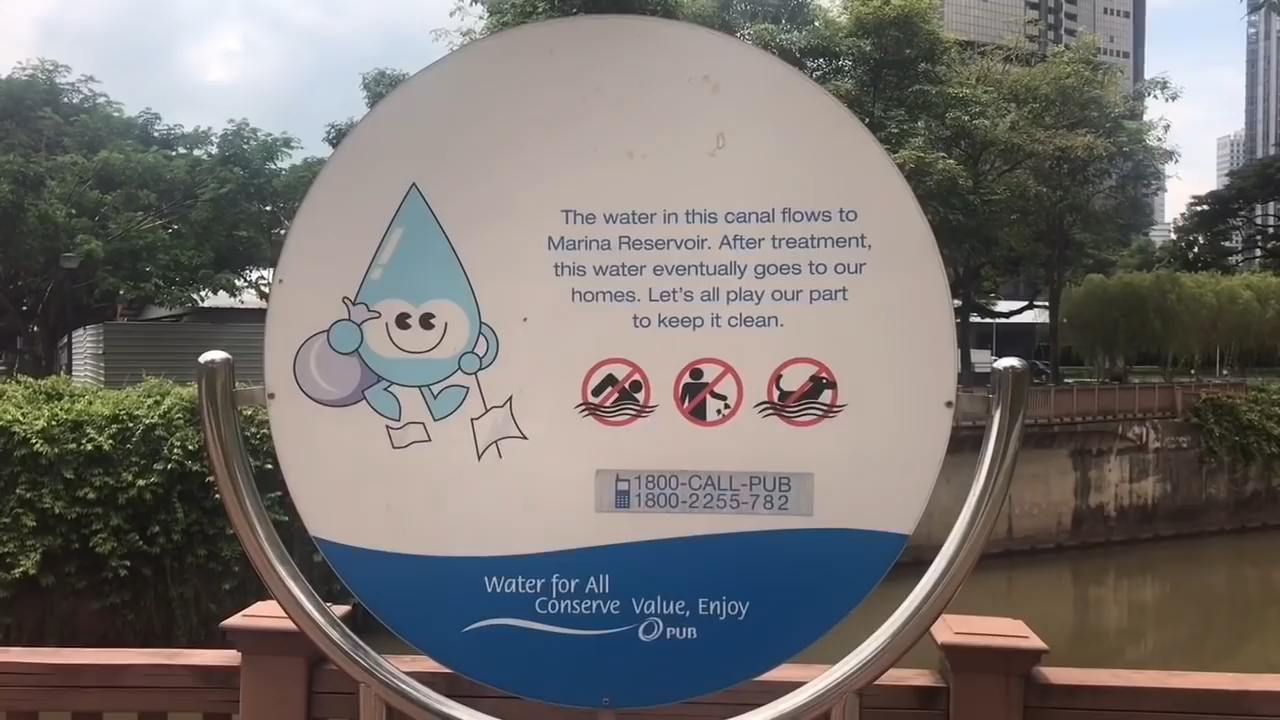 The water in this canal flows to
Marina Reservoir. After treatment,
this water eventually goes to our
homes. Let's all play our part
to keep it clean.
1800-CALL-PUB
1800-2255-782
Water for All
Conserve Value, Enjoy
PUB